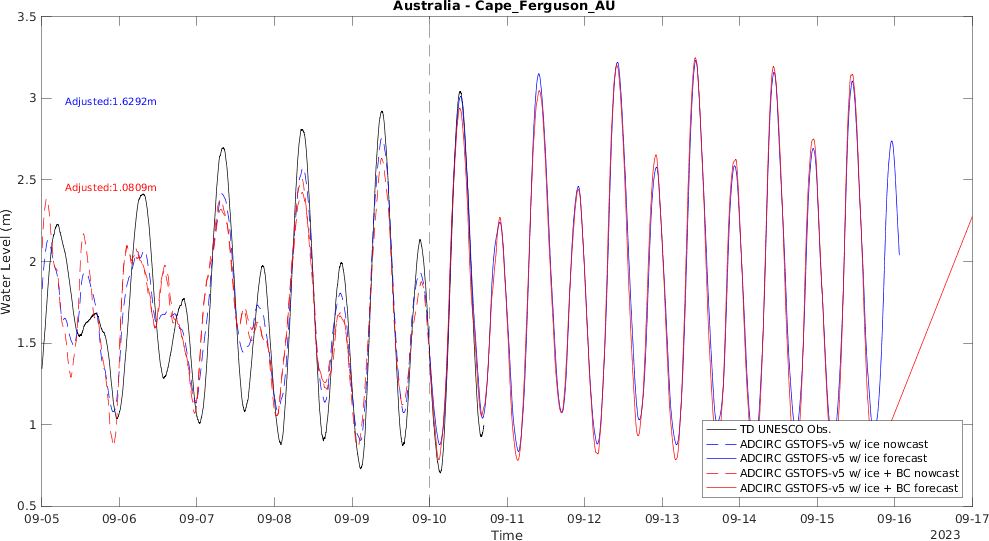 Australia - Cape_Ferguson_AU
3.5
3
2.5
2
1.5
1
0.5
Water Level (m)
Adjusted:1.6292m
Adjusted:1.0809m
TD UNESCO Obs.
ADCIRC GSTOFS-v5 w/ ice nowcast
ADCIRC GSTOFS-v5 w/ ice forecast
ADCIRC GSTOFS-v5 w/ ice + BC nowcast
ADCIRC GSTOFS-v5 w/ ice + BC forecast
09-05 09-06 09-07 09-08 09-09 09-10 09-11 09-12 09-13 09-14 09-15 09-16 09-17
Time
2023